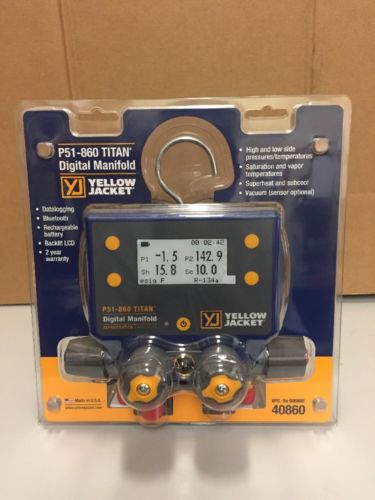 P51-860 TITAN®
Digital Manifold
YJ YELLOW JACKET
• Datalogging
• Bluetooth
• Rechargeable battery
• Backlit LCD
• 2 year warranty
• High and low side pressures/temperatures
• Saturation and vapor temperatures
• Superheat and subcool
• Vacuum (sensor optional)
00:02:42
P1 -1.5 P2 142.9
Sh 15.8 Sc 10.0
psig F R-134a
P51-860 TITAN
Digital Manifold
YJ YELLOW JACKET
Made in U.S.A.
40860